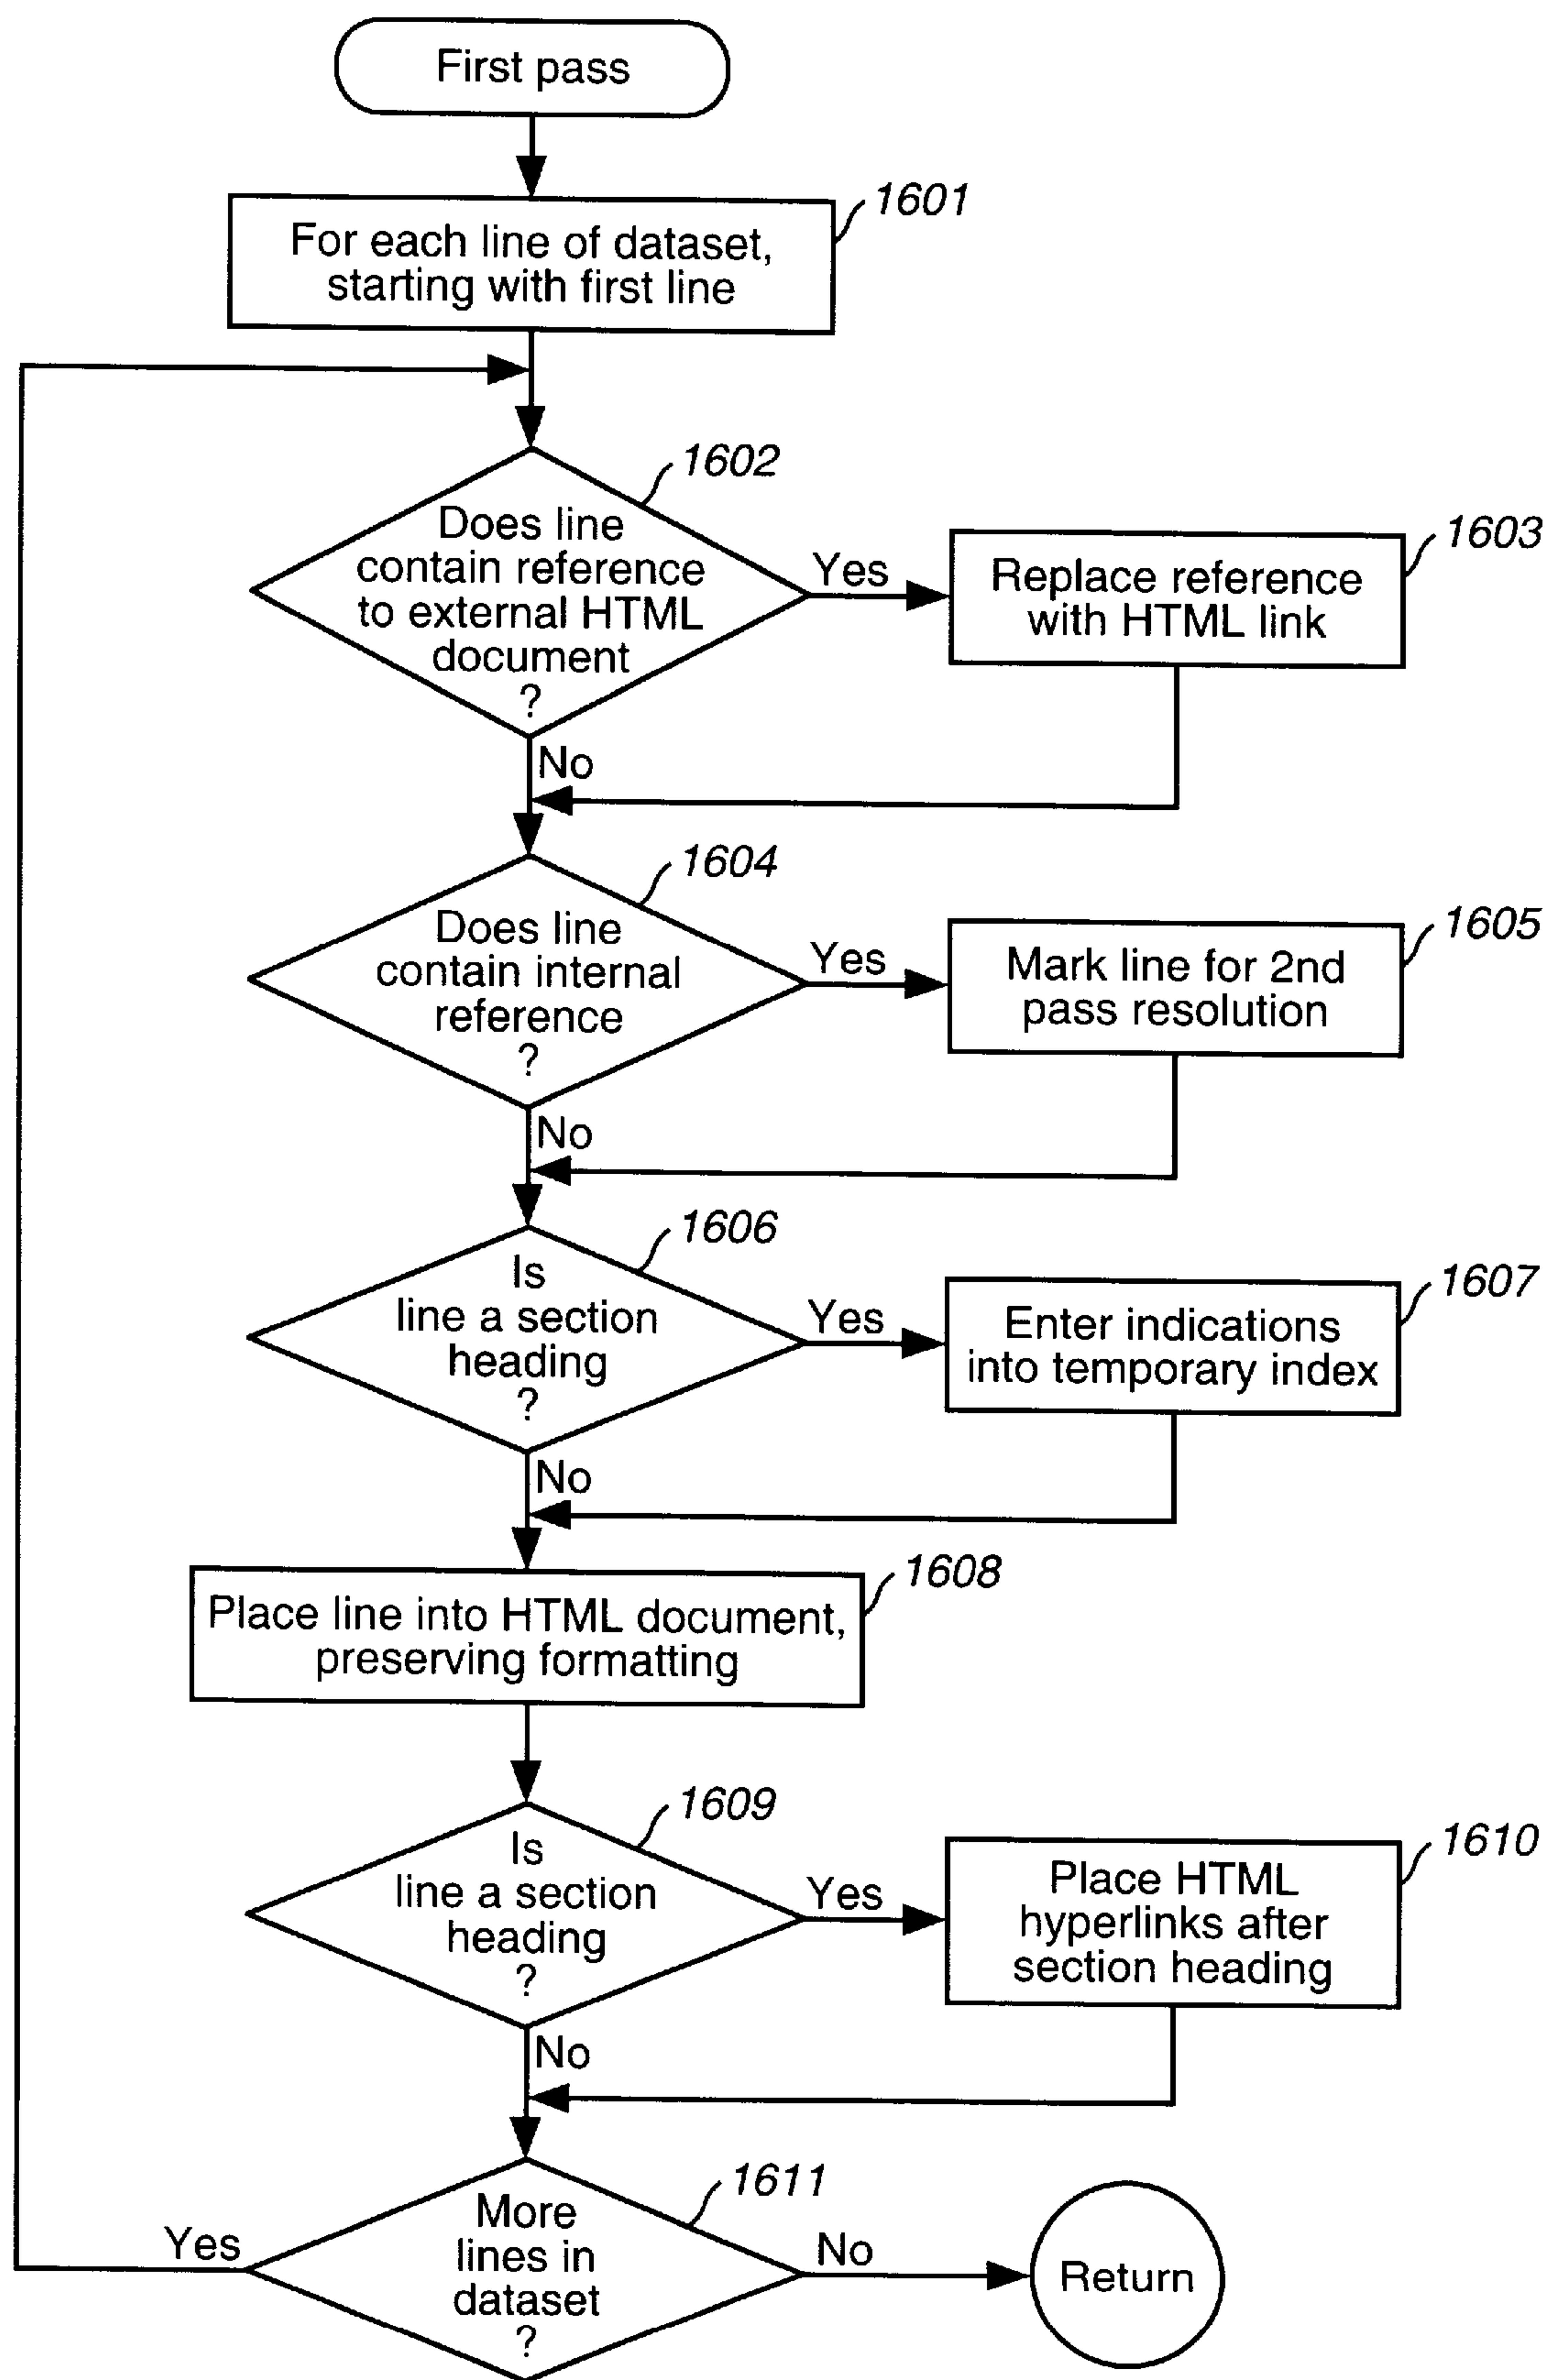 First pass
1601
For each line of dataset,
starting with first line
1602
Does line
contain reference
to external HTML
document
?
Yes
1603
Replace reference
with HTML link
No
1604
Does line
contain internal
reference
?
Yes
1605
Mark line for 2nd
pass resolution
No
1606
Is
line a section
heading
?
Yes
1607
Enter indications
into temporary index
No
1608
Place line into HTML document,
preserving formatting
1609
Is
line a section
heading
?
Yes
1610
Place HTML
hyperlinks after
section heading
No
1611
More
lines in
dataset
?
Yes
No
Return